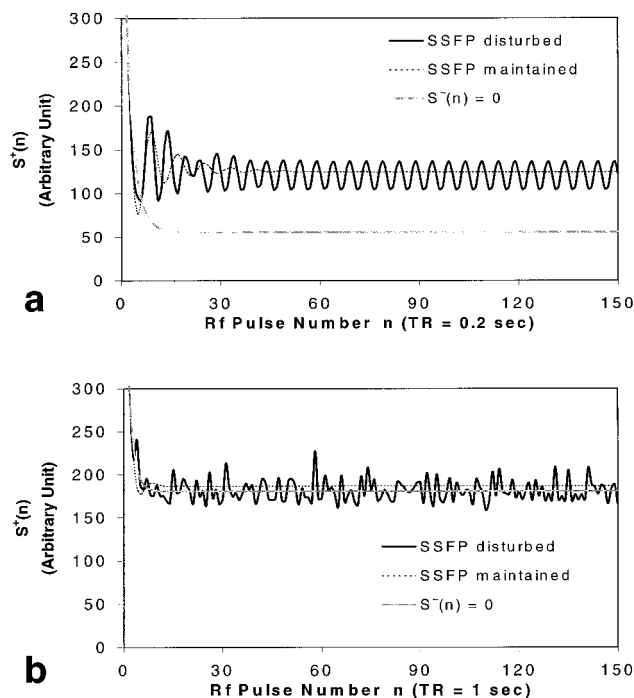 S⁺(n)
(Arbitrary Unit)
300
250
200
150
100
50
0
SSFP disturbed
SSFP maintained
S⁻(n) = 0
0 30 60 90 120 150
Rf Pulse Number n (TR = 0.2 sec)
a
S⁺(n)
(Arbitrary Unit)
300
250
200
150
100
50
0
SSFP disturbed
SSFP maintained
S⁻(n) = 0
0 30 60 90 120 150
Rf Pulse Number n (TR = 1 sec)
b